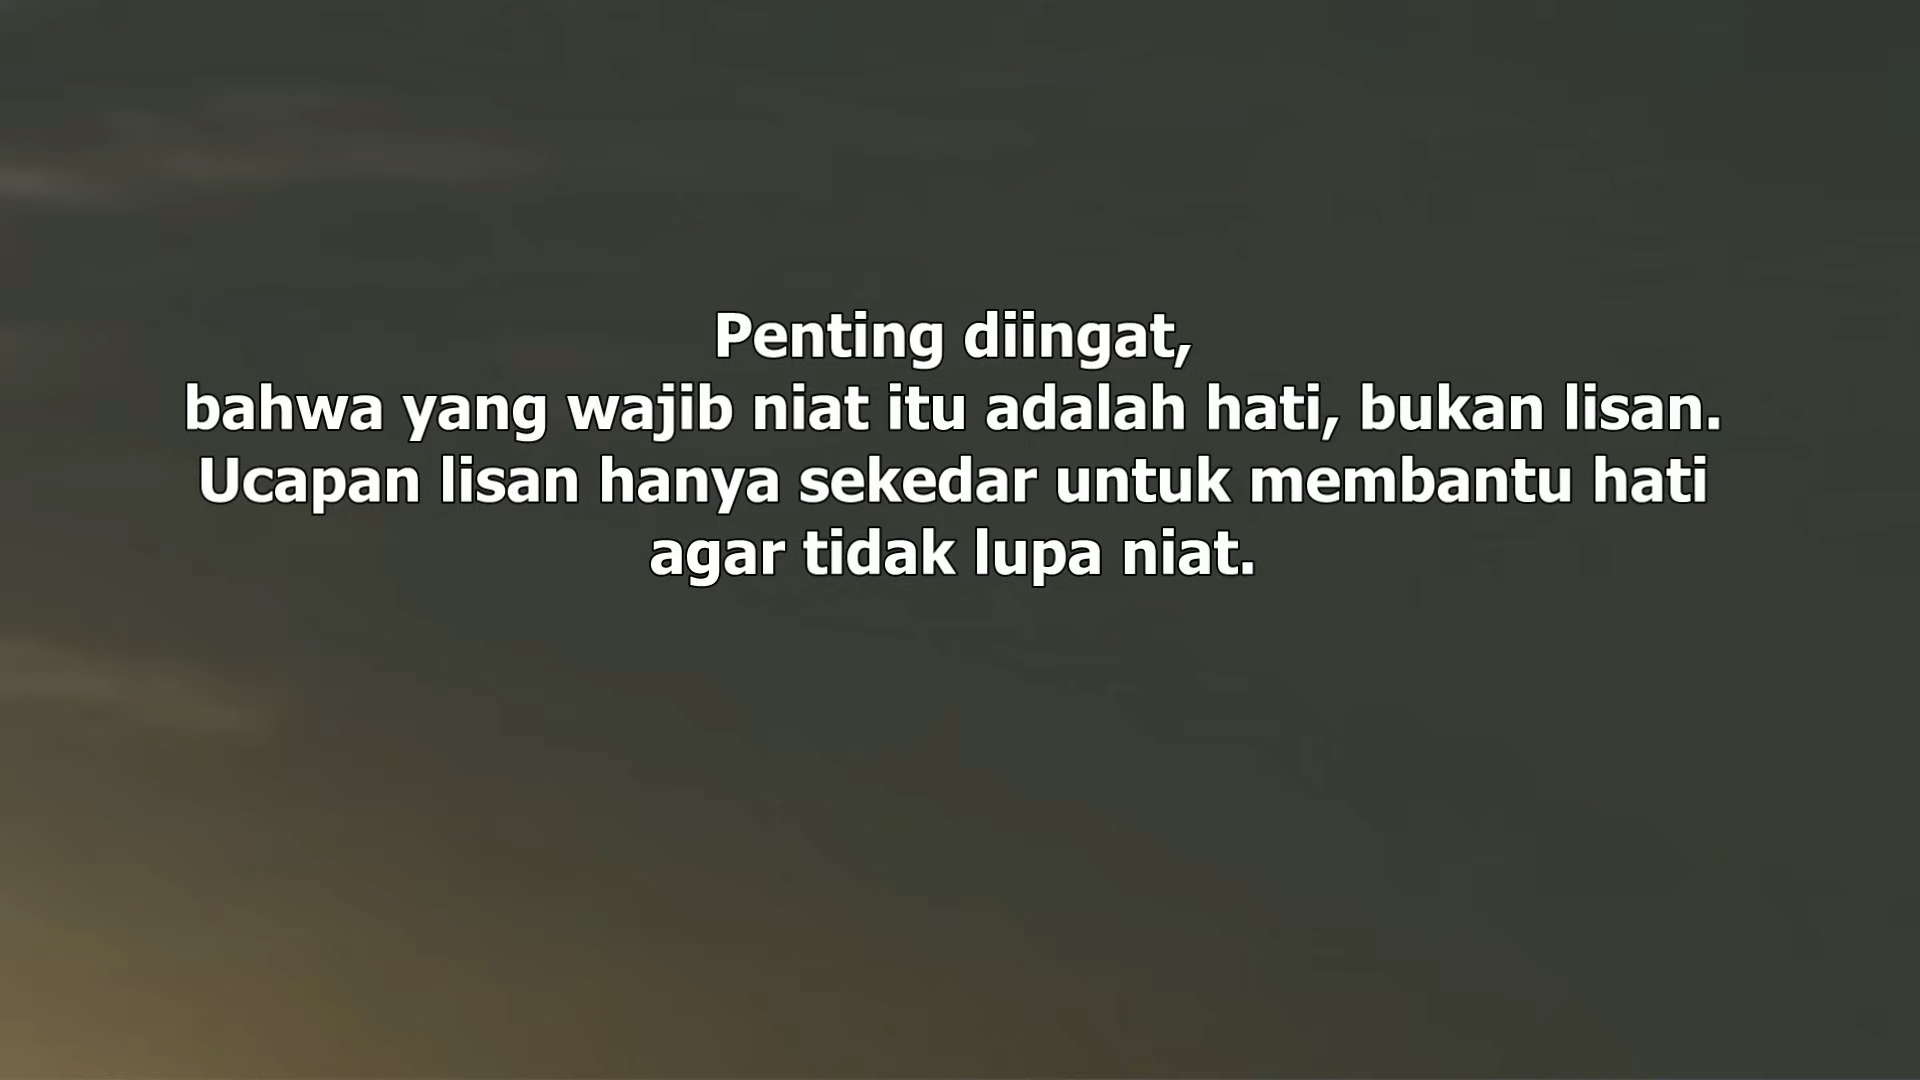 Penting diingat,
bahwa yang wajib niat itu adalah hati, bukan lisan.
Ucapan lisan hanya sekedar untuk membantu hati
agar tidak lupa niat.